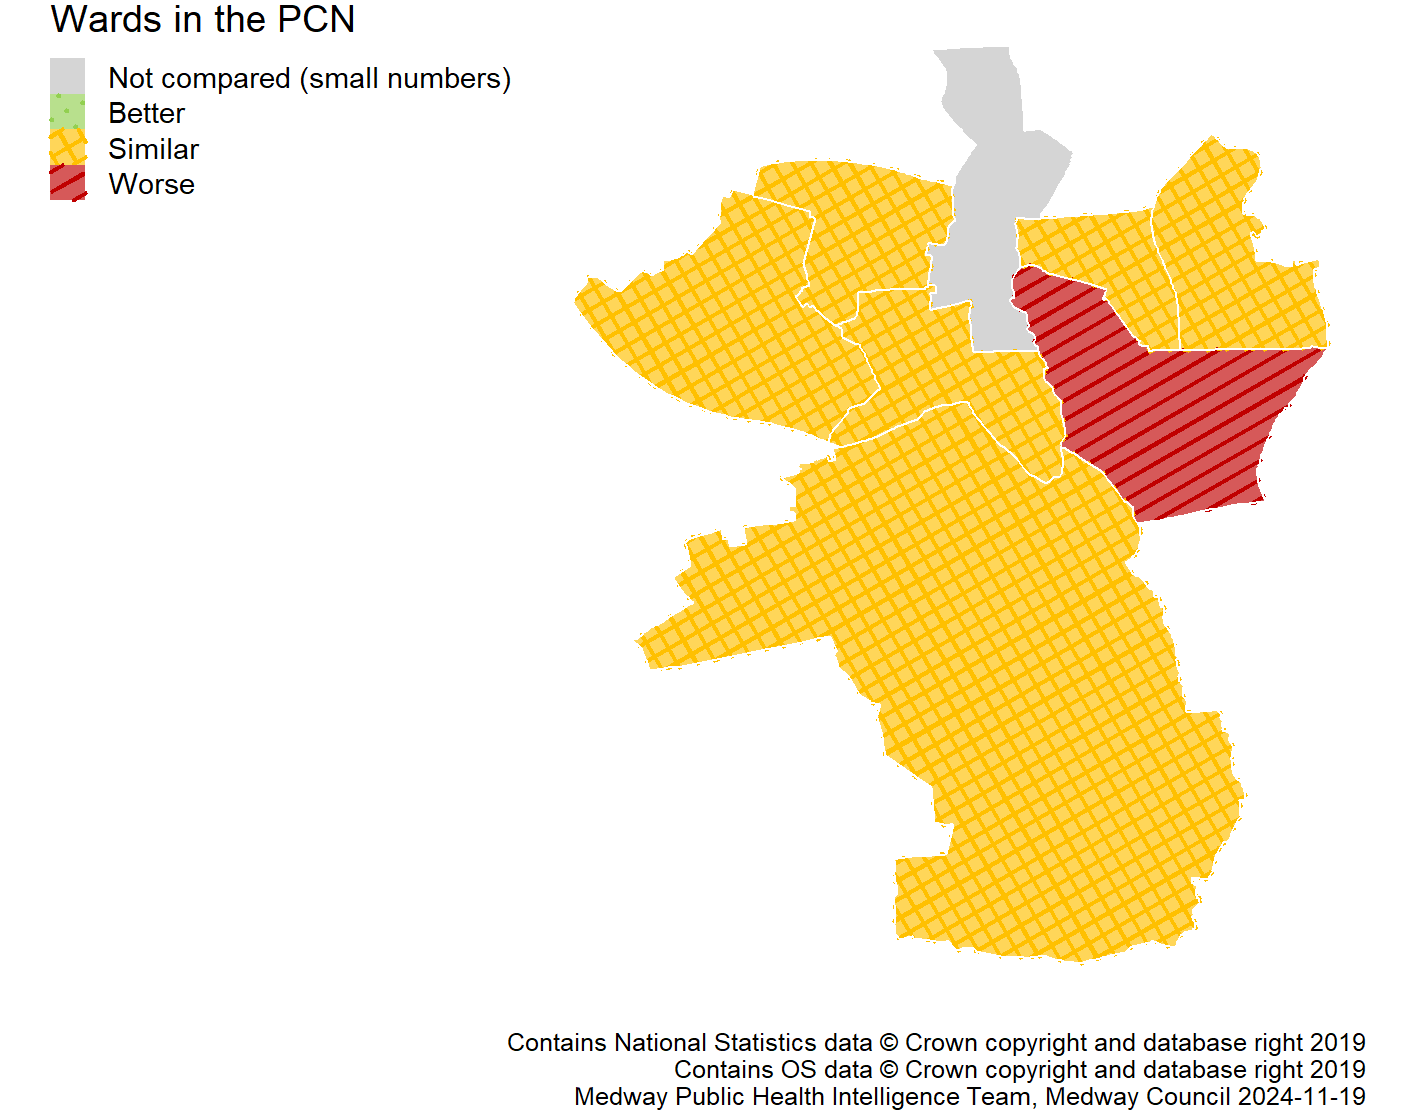 Wards in the PCN
Not compared (small numbers)
Better
Similar
Worse
Contains National Statistics data © Crown copyright and database right 2019
Contains OS data © Crown copyright and database right 2019
Medway Public Health Intelligence Team, Medway Council 2024-11-19